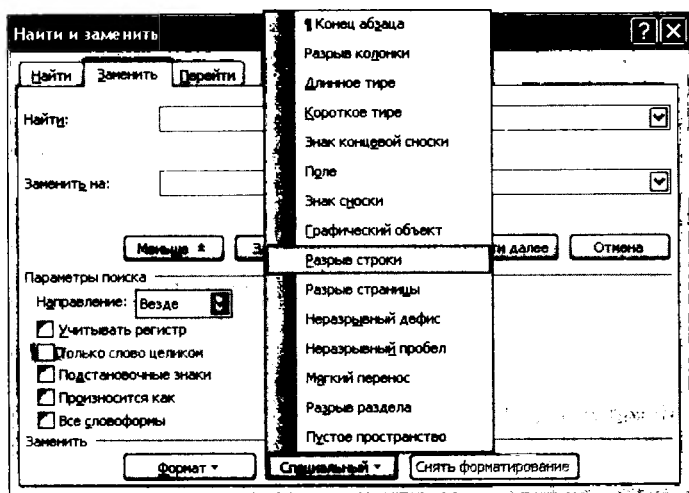 Найти и заменить
Найти Заменить Перейти
Найти:
Заменить на:
Меньше
и далее Отмена
Параметры поиска
Направление: Везде
Учитывать регистр
Только слово целиком
Подстановочные знаки
Произносится как
Все словоформы
Заменить
Формат Специальный Снять форматирование
¶ Конец абзаца
Разрыв колонки
Длинное тире
Короткое тире
Знак концевой сноски
Поле
Знак сноски
Графический объект
Разрыв строки
Разрыв страницы
Неразрывный дефис
Неразрывный пробел
Мягкий перенос
Разрыв раздела
Пустое пространство